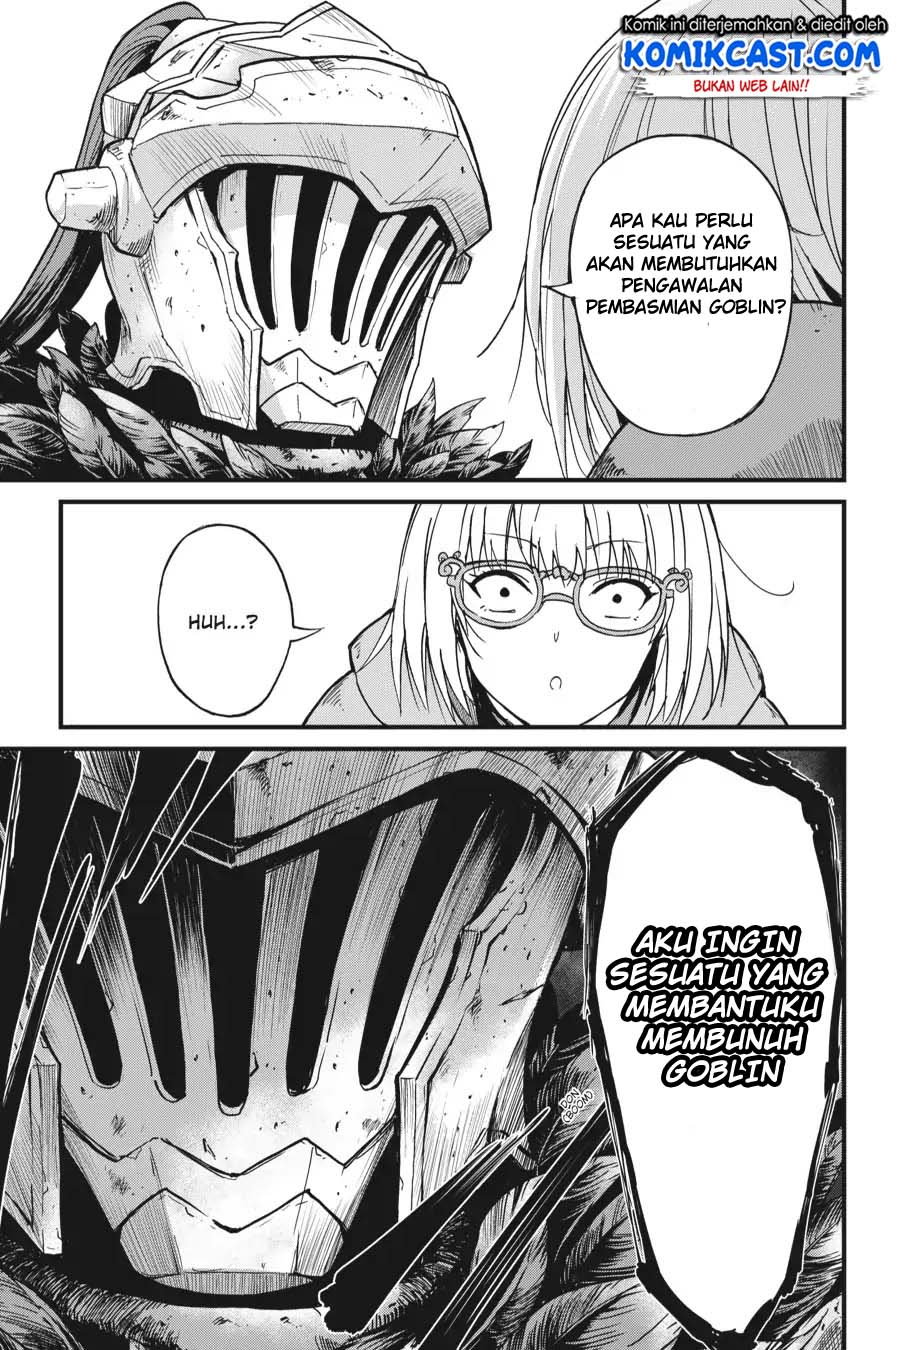 Komik ini diterjemahkan & diedit oleh
KOMIKCAST.COM
BUKAN WEB LAIN!!
APA KAU PERLU
SESUATU YANG
AKAN MEMBUTUHKAN
PENGAWALAN
PEMBASMIAN GOBLIN?
HUH...?
AKU INGIN
SESUATU YANG
MEMBANTUKU
MEMBUNUH
GOBLIN
DON
(BOOM)